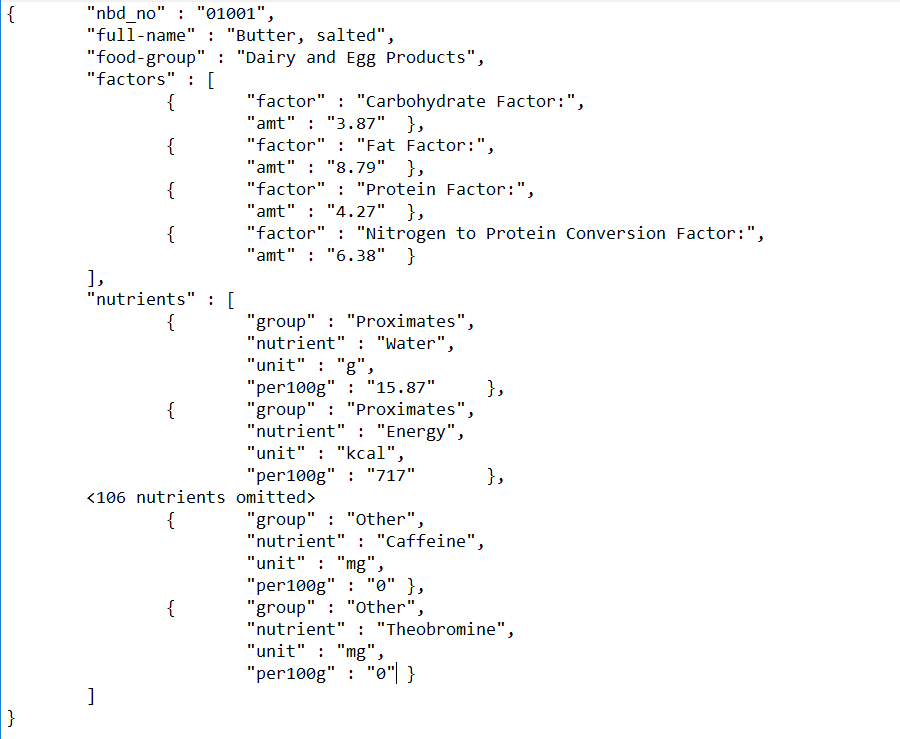 { "nbd_no" : "01001",
"full-name" : "Butter, salted",
"food-group" : "Dairy and Egg Products",
"factors" : [
{ "factor" : "Carbohydrate Factor:",
"amt" : "3.87" },
{ "factor" : "Fat Factor:",
"amt" : "8.79" },
{ "factor" : "Protein Factor:",
"amt" : "4.27" },
{ "factor" : "Nitrogen to Protein Conversion Factor:",
"amt" : "6.38" }
],
"nutrients" : [
{ "group" : "Proximates",
"nutrient" : "Water",
"unit" : "g",
"per100g" : "15.87" },
{ "group" : "Proximates",
"nutrient" : "Energy",
"unit" : "kcal",
"per100g" : "717" },
<106 nutrients omitted>
{ "group" : "Other",
"nutrient" : "Caffeine",
"unit" : "mg",
"per100g" : "0" },
{ "group" : "Other",
"nutrient" : "Theobromine",
"unit" : "mg",
"per100g" : "0" }
]
}